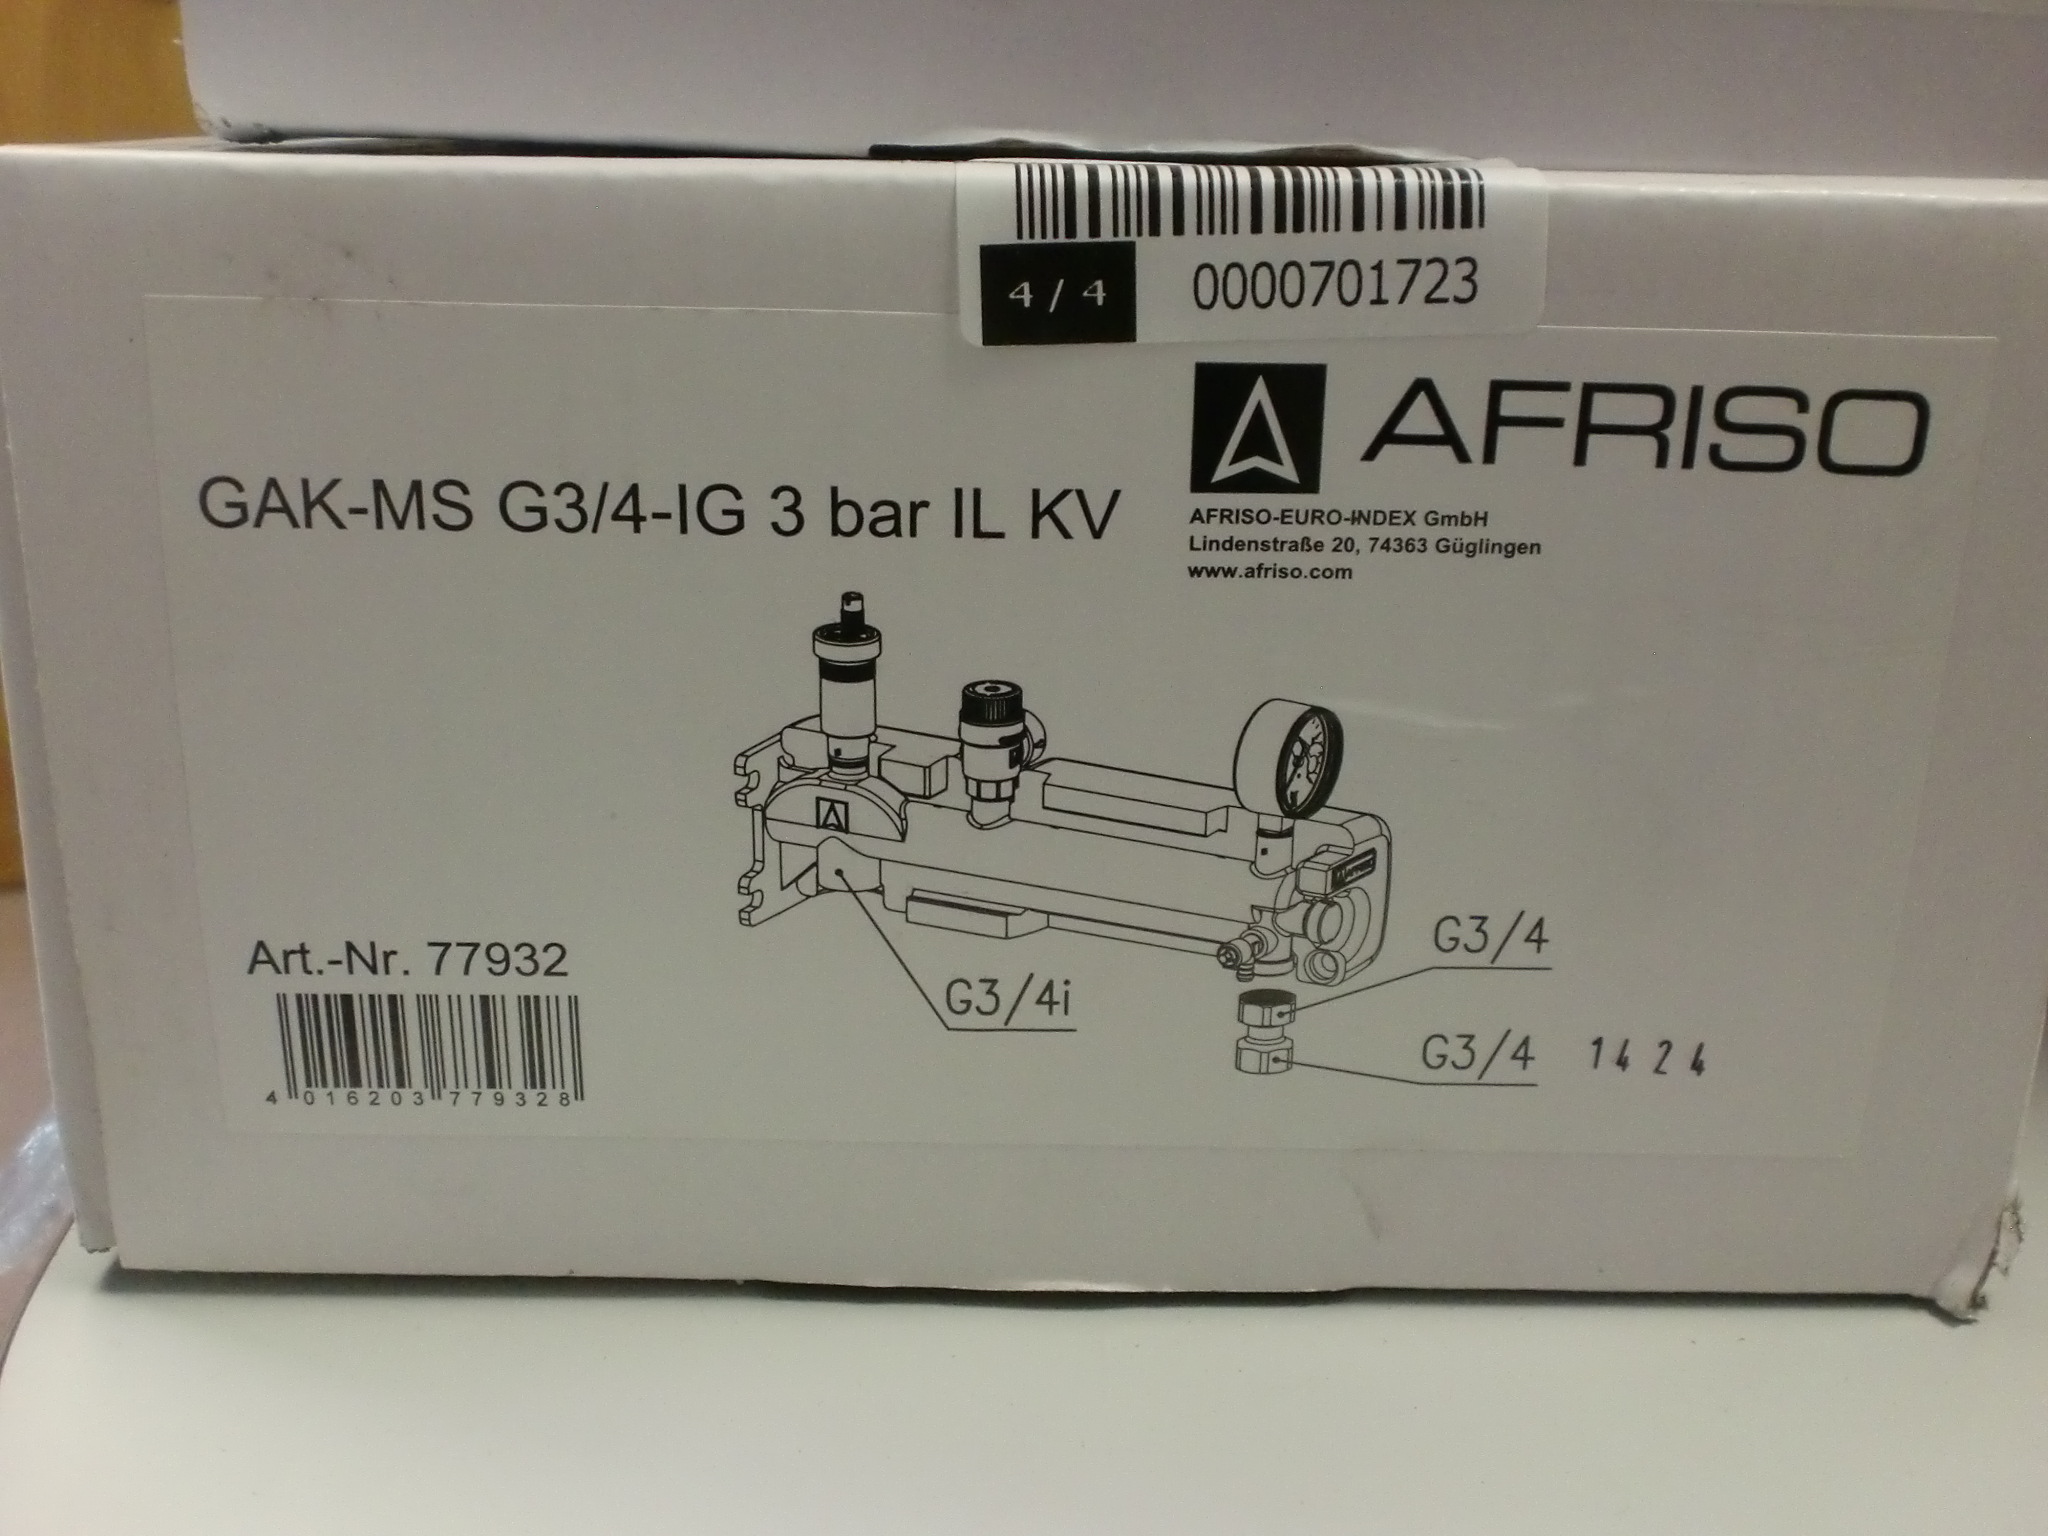 4 / 4
0000701723
AFRISO
GAK-MS G3/4-IG 3 bar IL KV
AFRISO-EURO-INDEX GmbH
Lindenstraße 20, 74363 Güglingen
www.afriso.com
G3/4
Art.-Nr. 77932
G3/4i
G3/4
1424
4 016203 779328